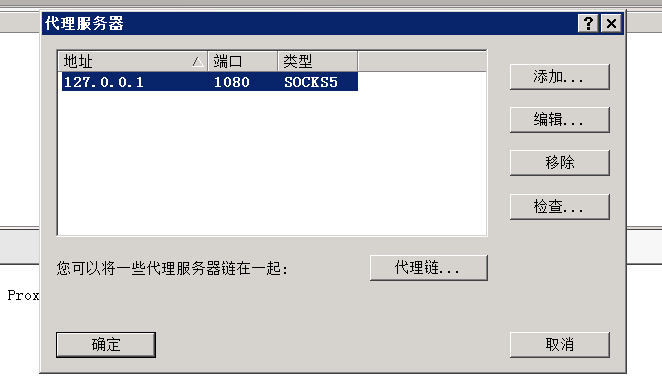 代理服务器
地址 端口 类型
127.0.0.1 1080 SOCKS5
添加...
编辑...
移除
检查...
您可以将一些代理服务器链在一起:
代理链...
Prox
确定
取消